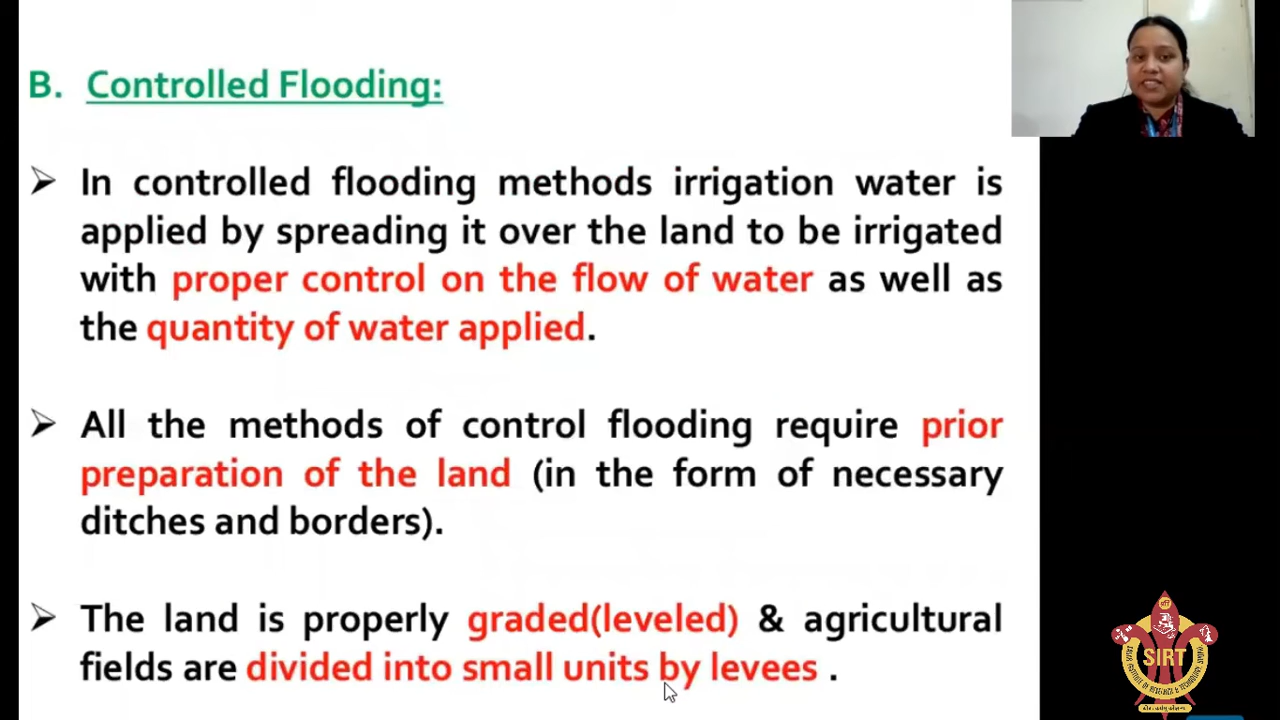 B. Controlled Flooding:
➢ In controlled flooding methods irrigation water is
applied by spreading it over the land to be irrigated
with proper control on the flow of water as well as
the quantity of water applied.
➢ All the methods of control flooding require prior
preparation of the land (in the form of necessary
ditches and borders).
➢ The land is properly graded(leveled) & agricultural
fields are divided into small units by levees .
SIRT